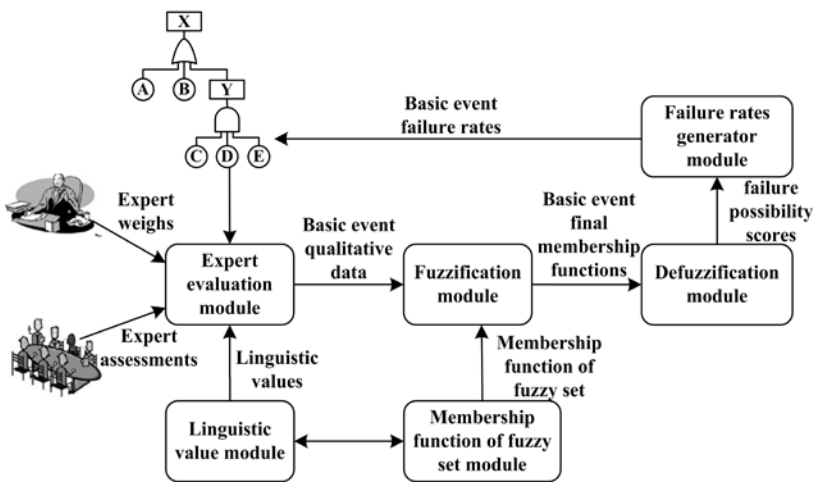 X
A
B
Y
C
D
E
Basic event
failure rates
Failure rates
generator
module
Expert
weighs
Basic event
qualitative
data
Basic event
final
membership
functions
failure
possibility
scores
Expert
evaluation
module
Fuzzification
module
Defuzzification
module
Expert
assessments
Linguistic
values
Membership
function of
fuzzy set
Linguistic
value module
Membership
function of fuzzy
set module